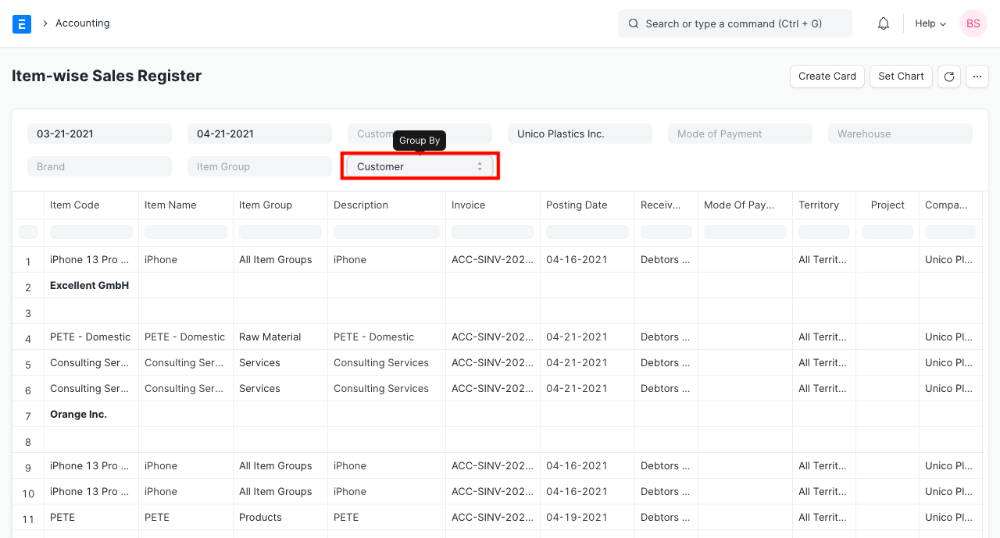 E > Accounting Search or type a command (Ctrl + G) Help BS
Item-wise Sales Register Create Card Set Chart ...
03-21-2021 04-21-2021 Custom Unico Plastics Inc. Mode of Payment Warehouse
Group By
Brand Item Group Customer
Item Code Item Name Item Group Description Invoice Posting Date Receiv... Mode Of Pay... Territory Project Compa...
1 iPhone 13 Pro ... iPhone All Item Groups iPhone ACC-SINV-202... 04-16-2021 Debtors ... All Territ... Unico Pl...
2 Excellent GmbH
3
4 PETE - Domestic PETE - Domestic Raw Material PETE - Domestic ACC-SINV-202... 04-21-2021 Debtors ... All Territ... Unico Pl...
5 Consulting Ser... Consulting Ser... Services Consulting Services ACC-SINV-202... 04-21-2021 Debtors ... All Territ... Unico Pl...
6 Consulting Ser... Consulting Ser... Services Consulting Services ACC-SINV-202... 04-21-2021 Debtors ... All Territ... Unico Pl...
7 Orange Inc.
8
9 iPhone 13 Pro ... iPhone All Item Groups iPhone ACC-SINV-202... 04-16-2021 Debtors ... All Territ... Unico Pl...
10 iPhone 13 Pro ... iPhone All Item Groups iPhone ACC-SINV-202... 04-16-2021 Debtors ... All Territ... Unico Pl...
11 PETE PETE Products PETE ACC-SINV-202... 04-19-2021 Debtors ... All Territ... Unico Pl...